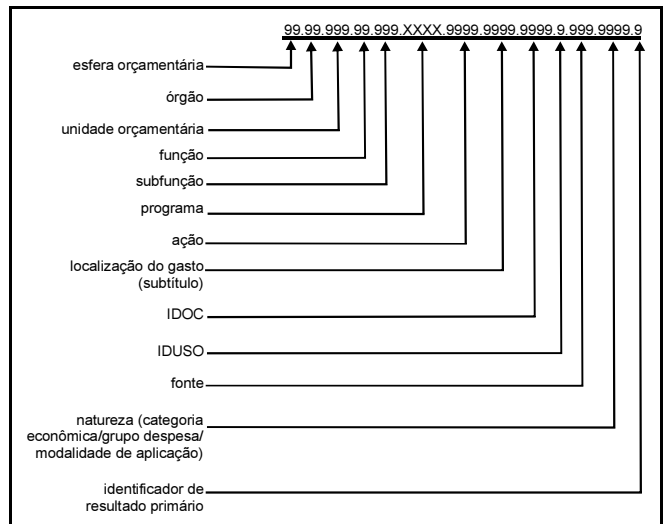 99.99.999.99.999.XXXX.9999.9999.9999.9.999.9999.9
esfera orçamentária
órgão
unidade orçamentária
função
subfunção
programa
ação
localização do gasto
(subtítulo)
IDOC
IDUSO
fonte
natureza (categoria
econômica/grupo despesa/
modalidade de aplicação)
identificador de
resultado primário